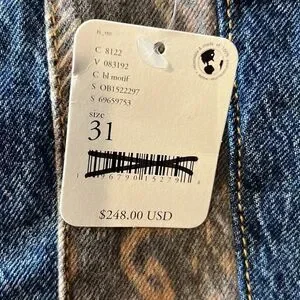 C 8122
V 083192
C bl motif
S OB1522297
S 69659753
size
31
$248.00 USD